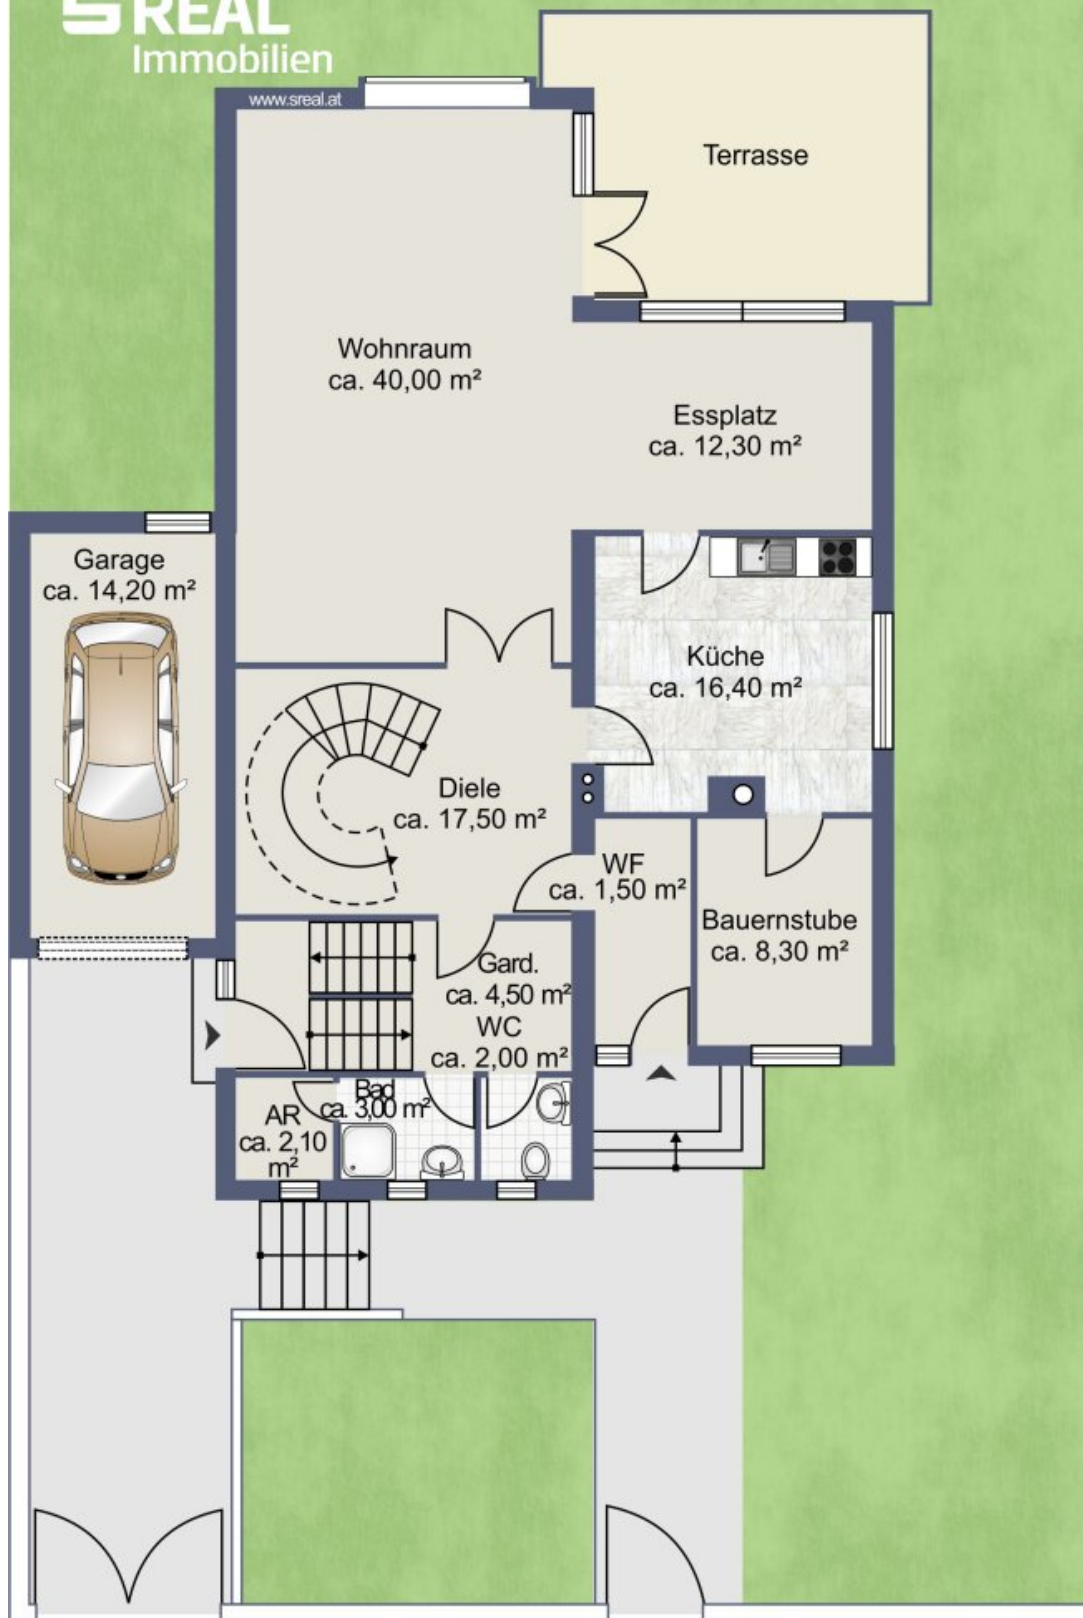 S REAL
Immobilien
www.sreal.at
Terrasse
Wohnraum
ca. 40,00 m²
Essplatz
ca. 12,30 m²
Garage
ca. 14,20 m²
Küche
ca. 16,40 m²
Diele
ca. 17,50 m²
WF
ca. 1,50 m²
Bauernstube
ca. 8,30 m²
Gard.
ca. 4,50 m²
WC
ca. 2,00 m²
Bad
ca. 3,00 m²
AR
ca. 2,10
m²